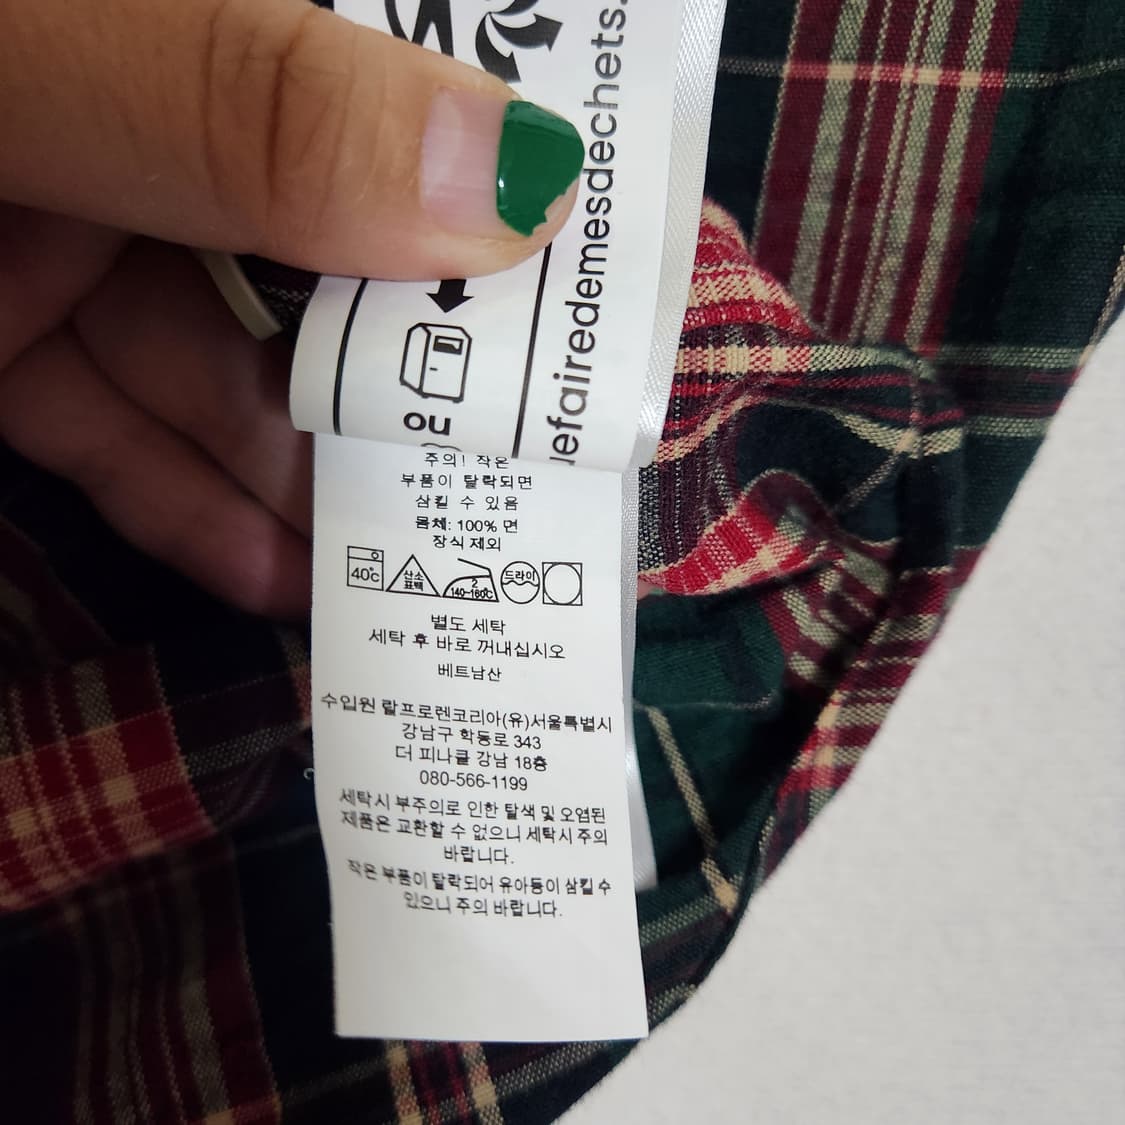 efairedemesdechets.
ou
주의! 작은
부품이 탈락되면
삼킬 수 있음
몸체: 100% 면
장식 제외
40℃ 산소 표백 2 140~160℃ 드라이
별도 세탁
세탁 후 바로 꺼내십시오
베트남산
수입원 랄프로렌코리아(유)서울특별시
강남구 학동로 343
더 피나클 강남 18층
080-566-1199
세탁시 부주의로 인한 탈색 및 오염된
제품은 교환할 수 없으니 세탁시 주의
바랍니다.
작은 부품이 탈락되어 유아등이 삼킬 수
있으니 주의 바랍니다.